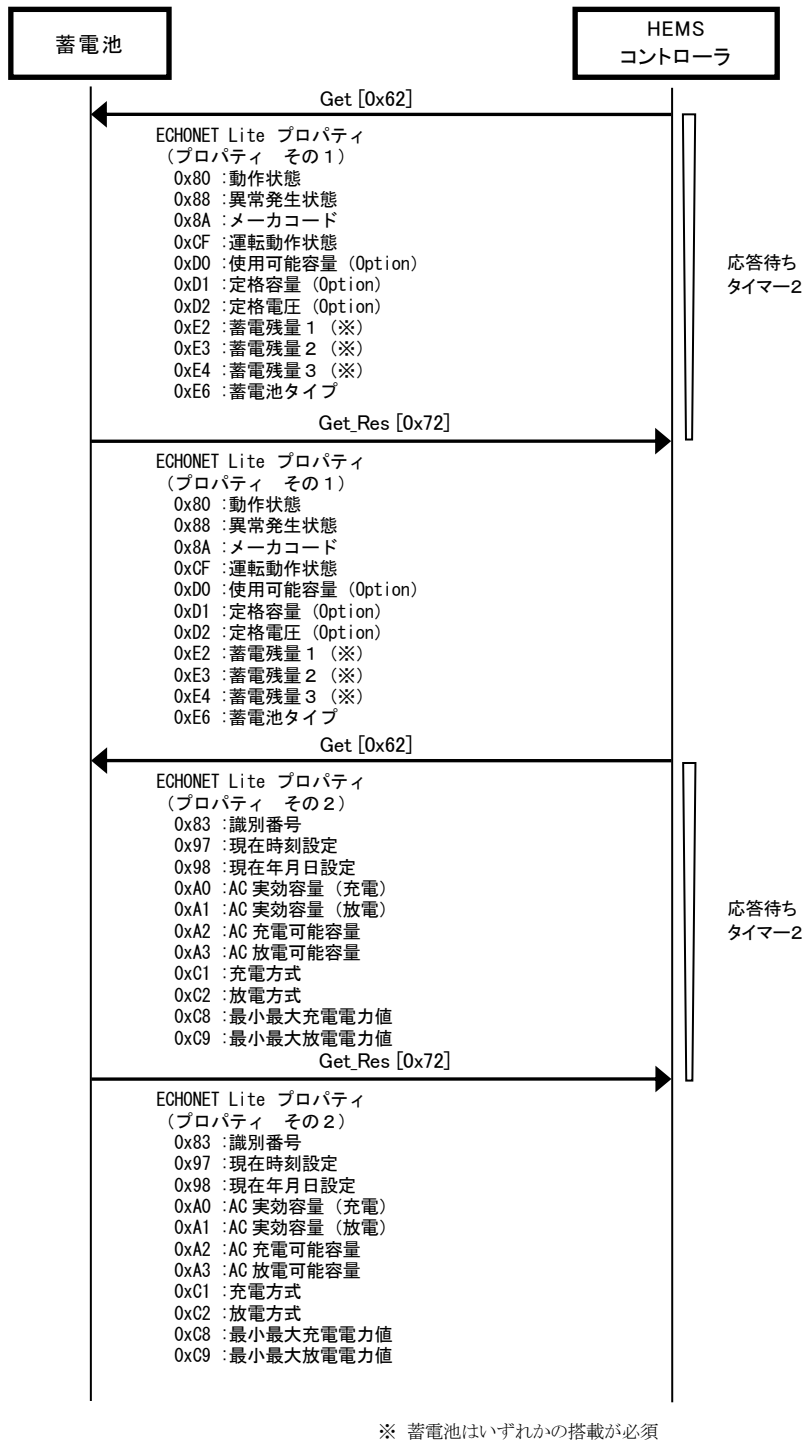 蓄電池
HEMS
コントローラ
Get [0x62]
ECHONET Lite プロパティ
（プロパティ その１）
0x80 :動作状態
0x88 :異常発生状態
0x8A :メーカコード
0xCF :運転動作状態
0xD0 :使用可能容量 (Option)
0xD1 :定格容量 (Option)
0xD2 :定格電圧 (Option)
0xE2 :蓄電残量１（※）
0xE3 :蓄電残量２（※）
0xE4 :蓄電残量３（※）
0xE6 :蓄電池タイプ
応答待ち
タイマー2
Get_Res [0x72]
ECHONET Lite プロパティ
（プロパティ その１）
0x80 :動作状態
0x88 :異常発生状態
0x8A :メーカコード
0xCF :運転動作状態
0xD0 :使用可能容量 (Option)
0xD1 :定格容量 (Option)
0xD2 :定格電圧 (Option)
0xE2 :蓄電残量１（※）
0xE3 :蓄電残量２（※）
0xE4 :蓄電残量３（※）
0xE6 :蓄電池タイプ
Get [0x62]
ECHONET Lite プロパティ
（プロパティ その２）
0x83 :識別番号
0x97 :現在時刻設定
0x98 :現在年月日設定
0xA0 :AC 実効容量（充電）
0xA1 :AC 実効容量（放電）
0xA2 :AC 充電可能容量
0xA3 :AC 放電可能容量
0xC1 :充電方式
0xC2 :放電方式
0xC8 :最小最大充電電力値
0xC9 :最小最大放電電力値
応答待ち
タイマー2
Get_Res [0x72]
ECHONET Lite プロパティ
（プロパティ その２）
0x83 :識別番号
0x97 :現在時刻設定
0x98 :現在年月日設定
0xA0 :AC 実効容量（充電）
0xA1 :AC 実効容量（放電）
0xA2 :AC 充電可能容量
0xA3 :AC 放電可能容量
0xC1 :充電方式
0xC2 :放電方式
0xC8 :最小最大充電電力値
0xC9 :最小最大放電電力値
※ 蓄電池はいずれかの搭載が必須